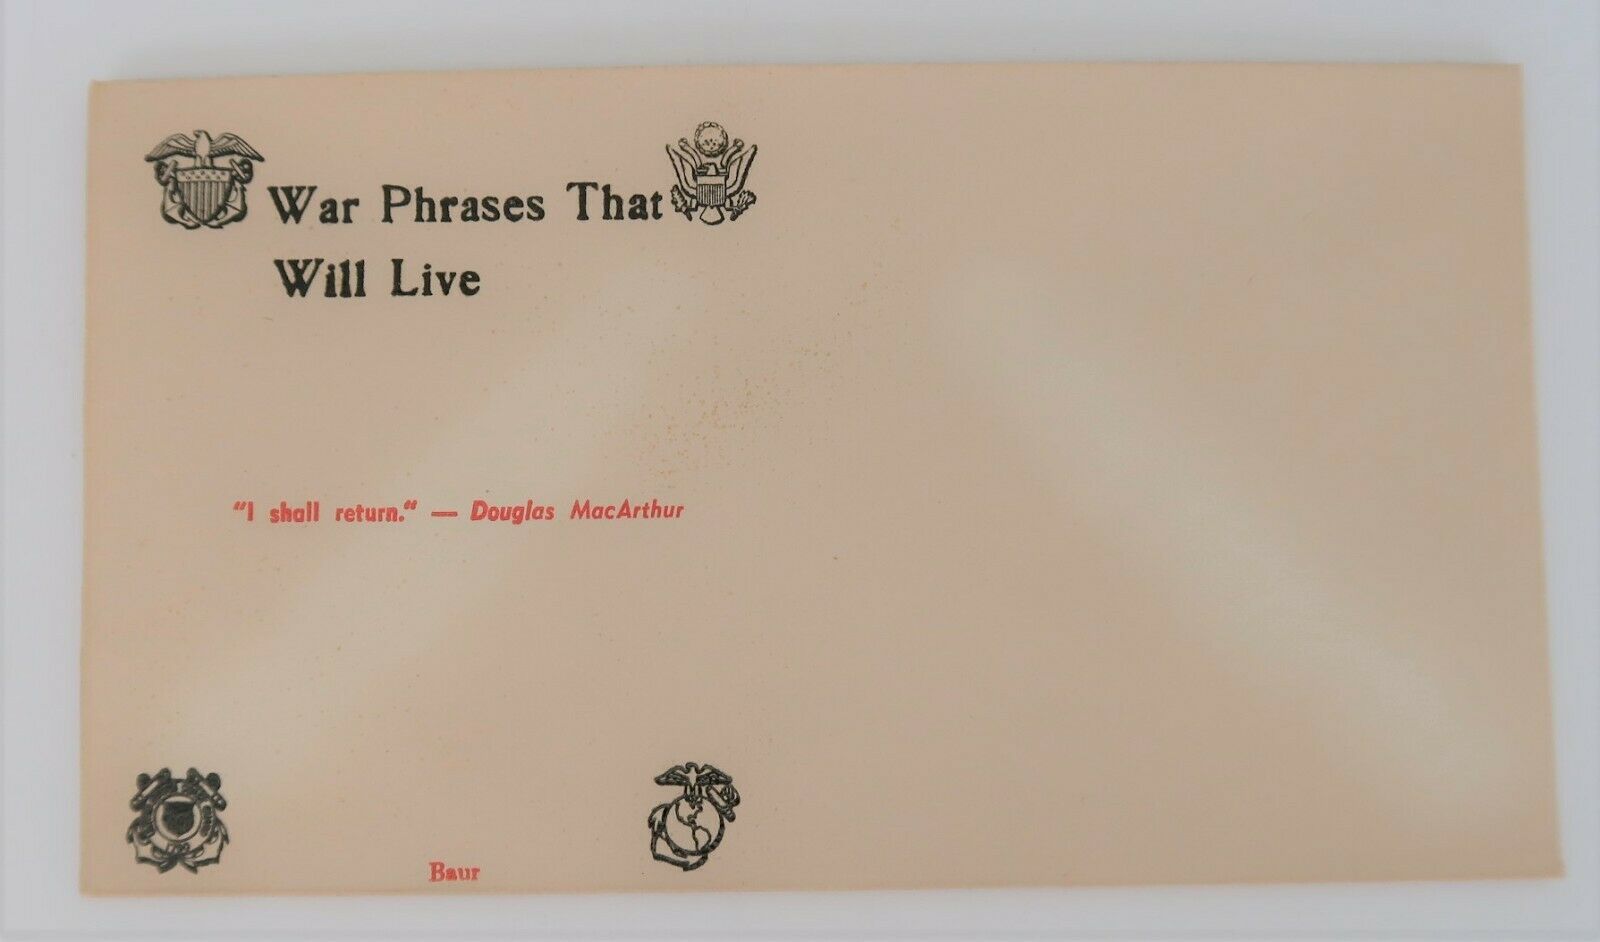 War Phrases That
Will Live
"I shall return." — Douglas MacArthur
Baur